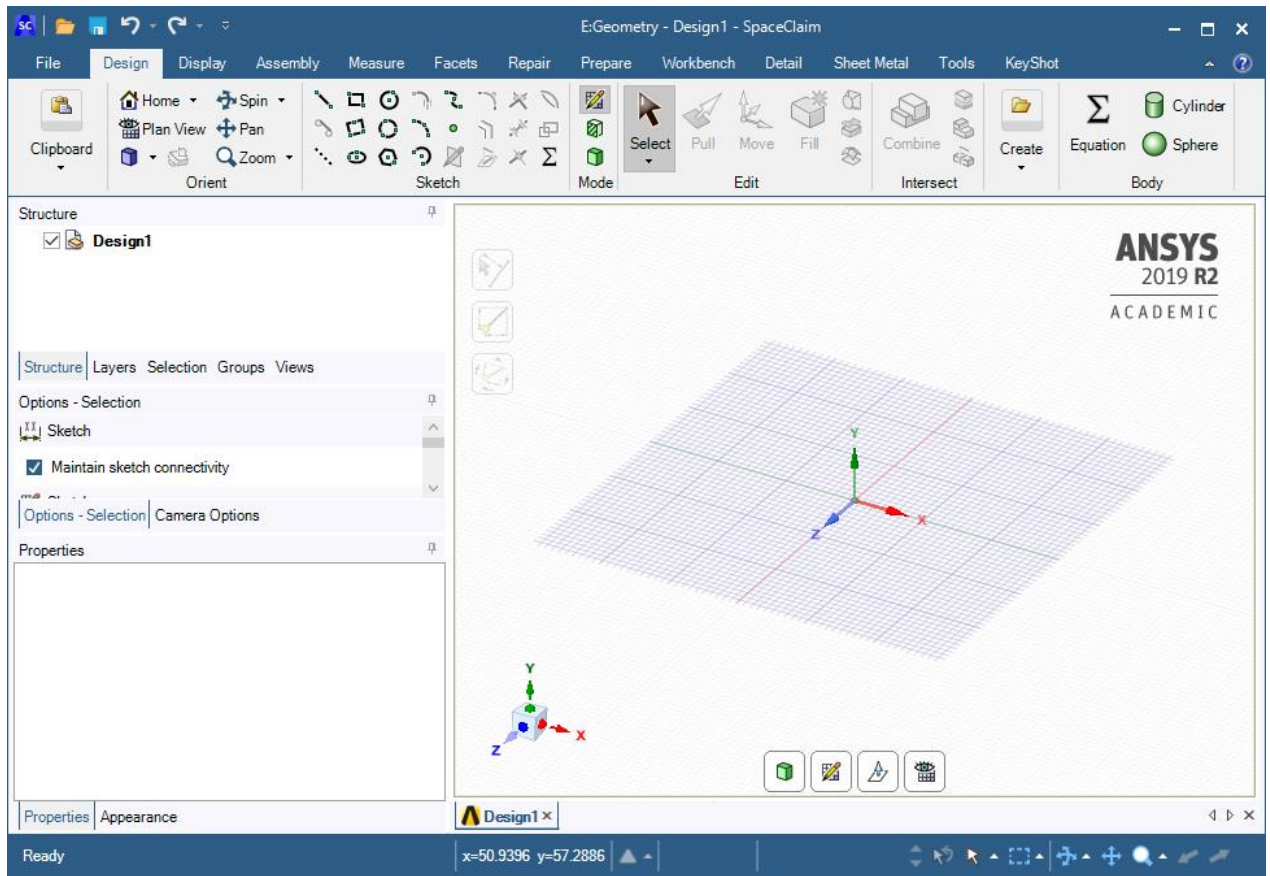 SC E:Geometry - Design1 - SpaceClaim
File Design Display Assembly Measure Facets Repair Prepare Workbench Detail Sheet Metal Tools KeyShot
Home Spin
Plan View Pan
Zoom
Clipboard
Select Pull Move Fill
Combine
Create
Equation
Cylinder
Sphere
Orient Sketch Mode Edit Intersect Body
Structure
Design1
Structure Layers Selection Groups Views
Options - Selection
Sketch
Maintain sketch connectivity
Options - Selection Camera Options
Properties
Properties Appearance
ANSYS
2019 R2
ACADEMIC
Y
X
Z
Y
X
Z
Design1
Ready x=50.9396 y=57.2886